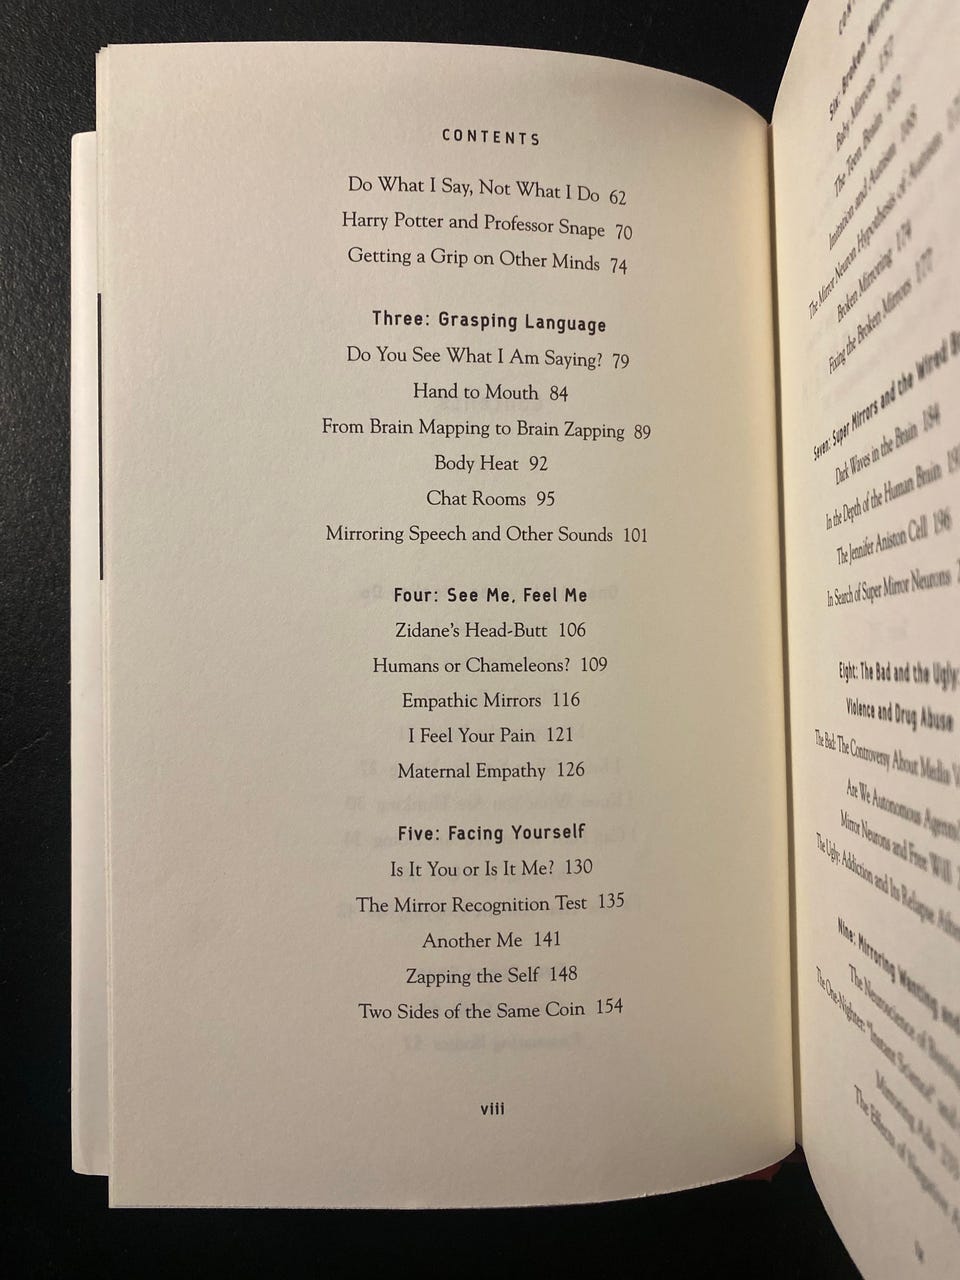 CONTENTS
Do What I Say, Not What I Do 62
Harry Potter and Professor Snape 70
Getting a Grip on Other Minds 74
Three: Grasping Language
Do You See What I Am Saying? 79
Hand to Mouth 84
From Brain Mapping to Brain Zapping 89
Body Heat 92
Chat Rooms 95
Mirroring Speech and Other Sounds 101
Four: See Me, Feel Me
Zidane's Head-Butt 106
Humans or Chameleons? 109
Empathic Mirrors 116
I Feel Your Pain 121
Maternal Empathy 126
Five: Facing Yourself
Is It You or Is It Me? 130
The Mirror Recognition Test 135
Another Me 141
Zapping the Self 148
Two Sides of the Same Coin 154
viii
Six: Broken Mirrors
Baby Mirrors 157
The Teen Brain 162
Imitation and Autism 168
The Mirror Neuron Hypothesis of Autism
Broken Mirroring 174
Fixing the Broken Mirrors 177
Seven: Super Mirrors and the Wired
Dark Waves in the Brain 184
In the Depth of the Human Brain
The Jennifer Aniston Cell 196
In Search of Super Mirror Neurons
Eight: The Bad and the Ugly:
Violence and Drug Abuse
The Bad: The Controversy About Media
Are We Autonomous Agents?
Mirror Neurons and Free Will
The Ugly: Addiction and Its Relapse
Nine: Mirroring Wanting and
The Neuroscience of
The One-Nighter: "Instant Science" and
Mirroring Ads
The Effects of Negative
ix